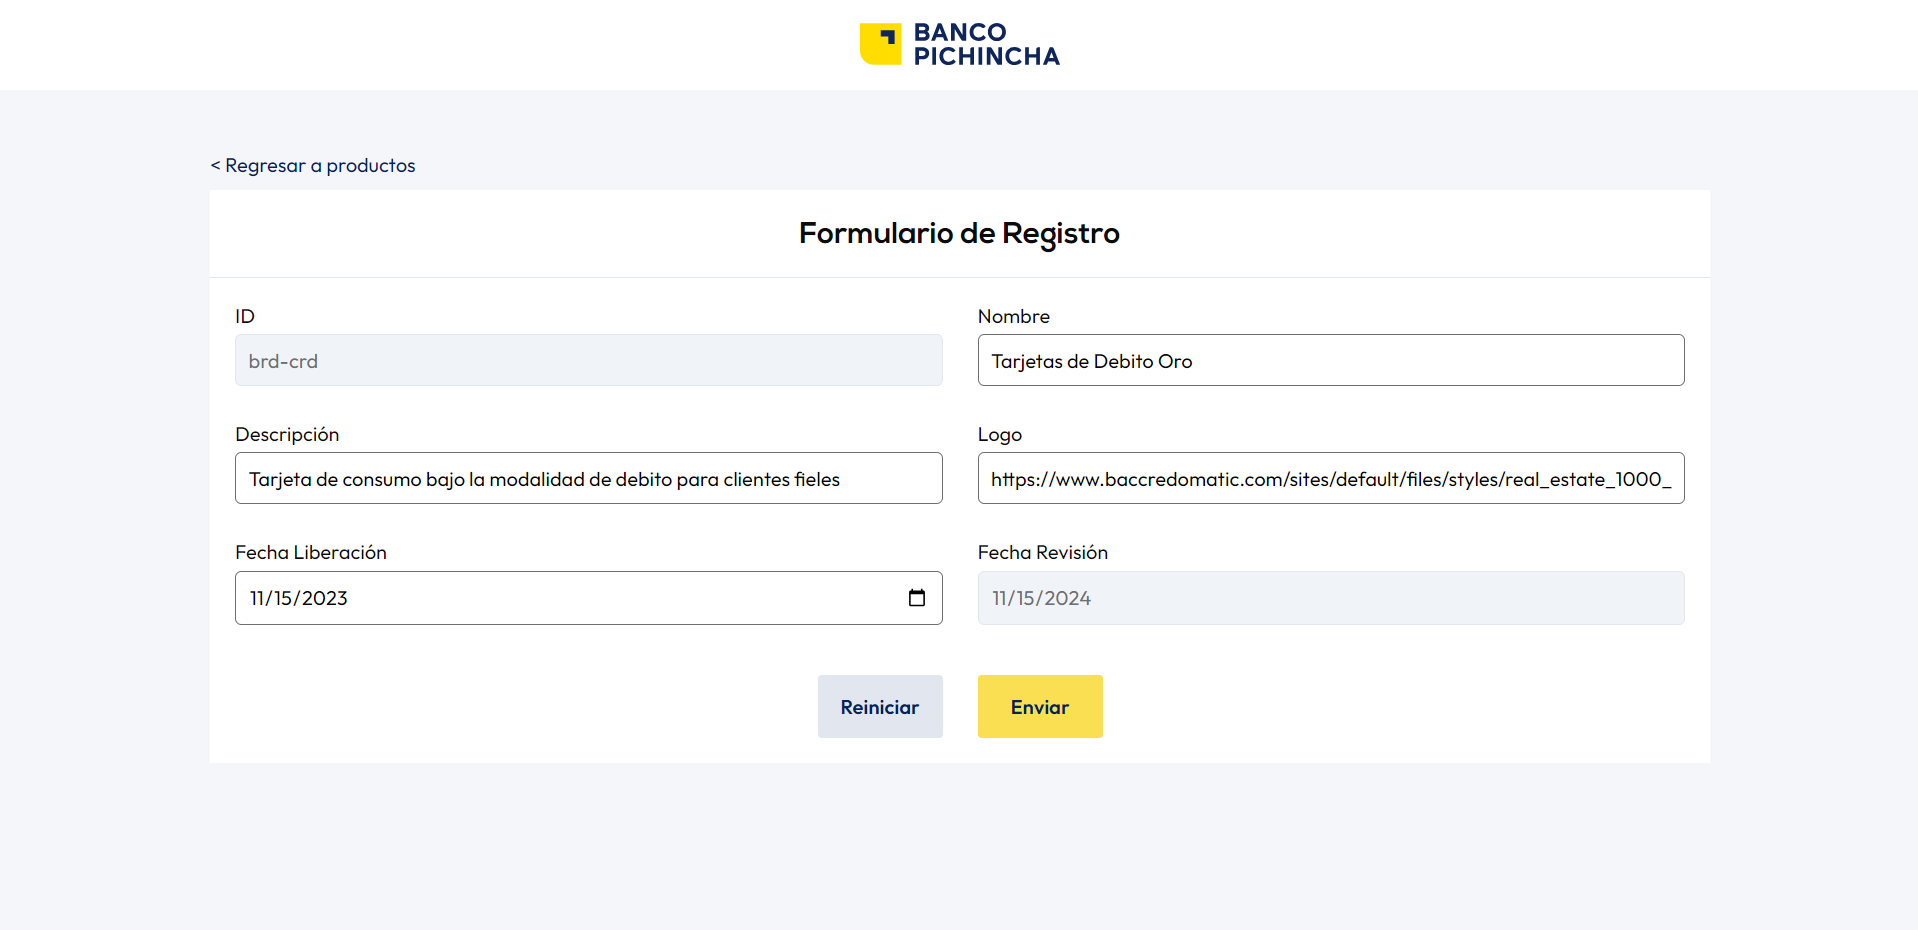 BANCO
PICHINCHA
< Regresar a productos
Formulario de Registro
ID
brd-crd
Nombre
Tarjetas de Debito Oro
Descripción
Tarjeta de consumo bajo la modalidad de debito para clientes fieles
Logo
https://www.baccredomatic.com/sites/default/files/styles/real_estate_1000_
Fecha Liberación
11/15/2023
Fecha Revisión
11/15/2024
Reiniciar
Enviar